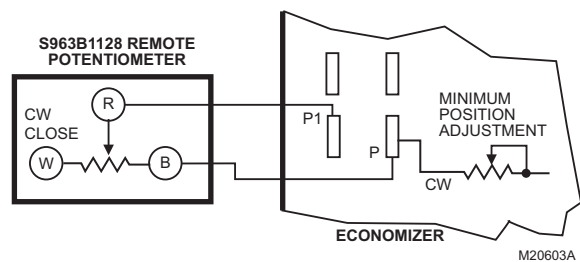 S963B1128 REMOTE
POTENTIOMETER
CW
CLOSE
R
W
B
P1
P
CW
MINIMUM
POSITION
ADJUSTMENT
ECONOMIZER
M20603A